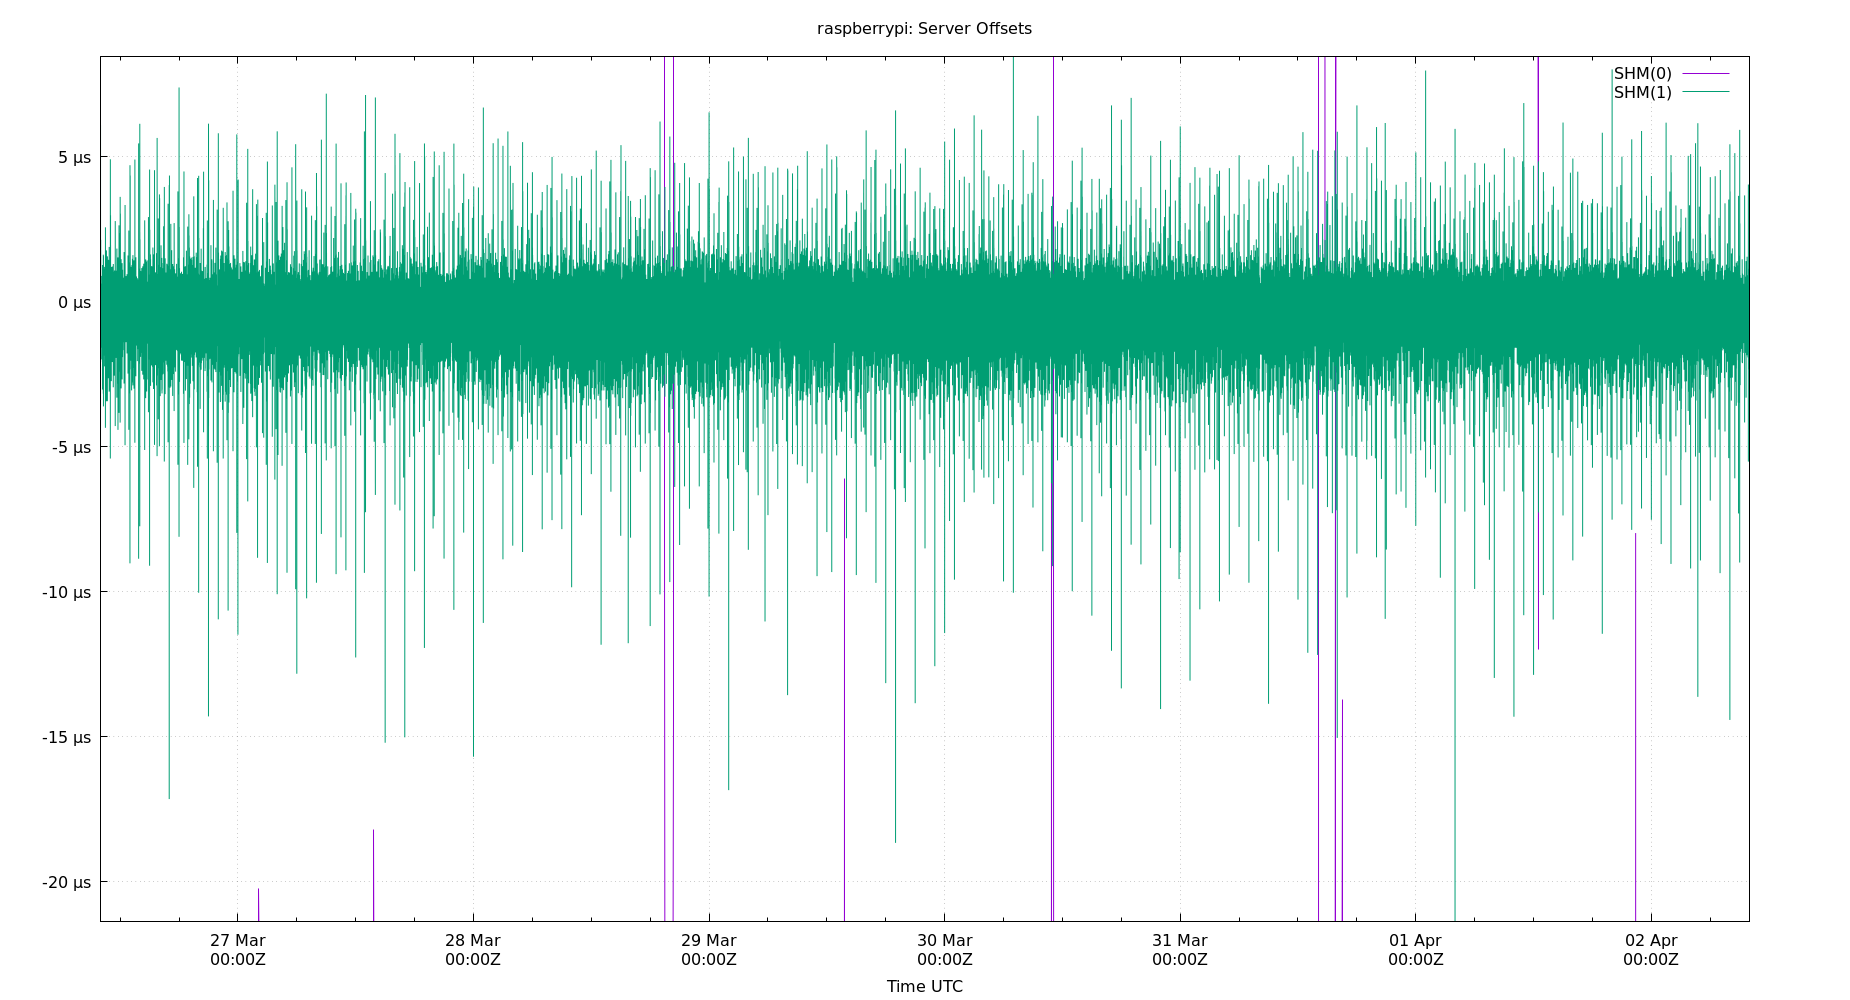 raspberrypi: Server Offsets
SHM(0)
SHM(1)
5 µs
0 µs
-5 µs
-10 µs
-15 µs
-20 µs
27 Mar 28 Mar 29 Mar 30 Mar 31 Mar 01 Apr 02 Apr
00:00Z 00:00Z 00:00Z 00:00Z 00:00Z 00:00Z 00:00Z
Time UTC